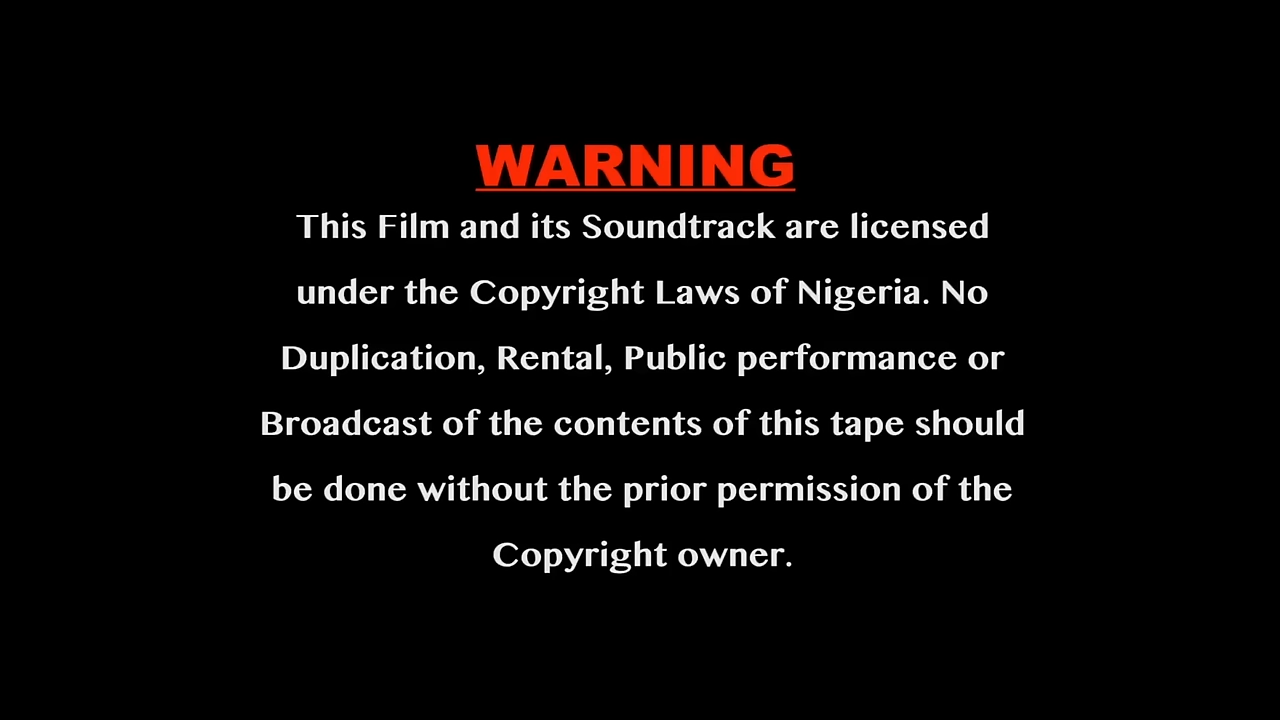 WARNING
This Film and its Soundtrack are licensed
under the Copyright Laws of Nigeria. No
Duplication, Rental, Public performance or
Broadcast of the contents of this tape should
be done without the prior permission of the
Copyright owner.